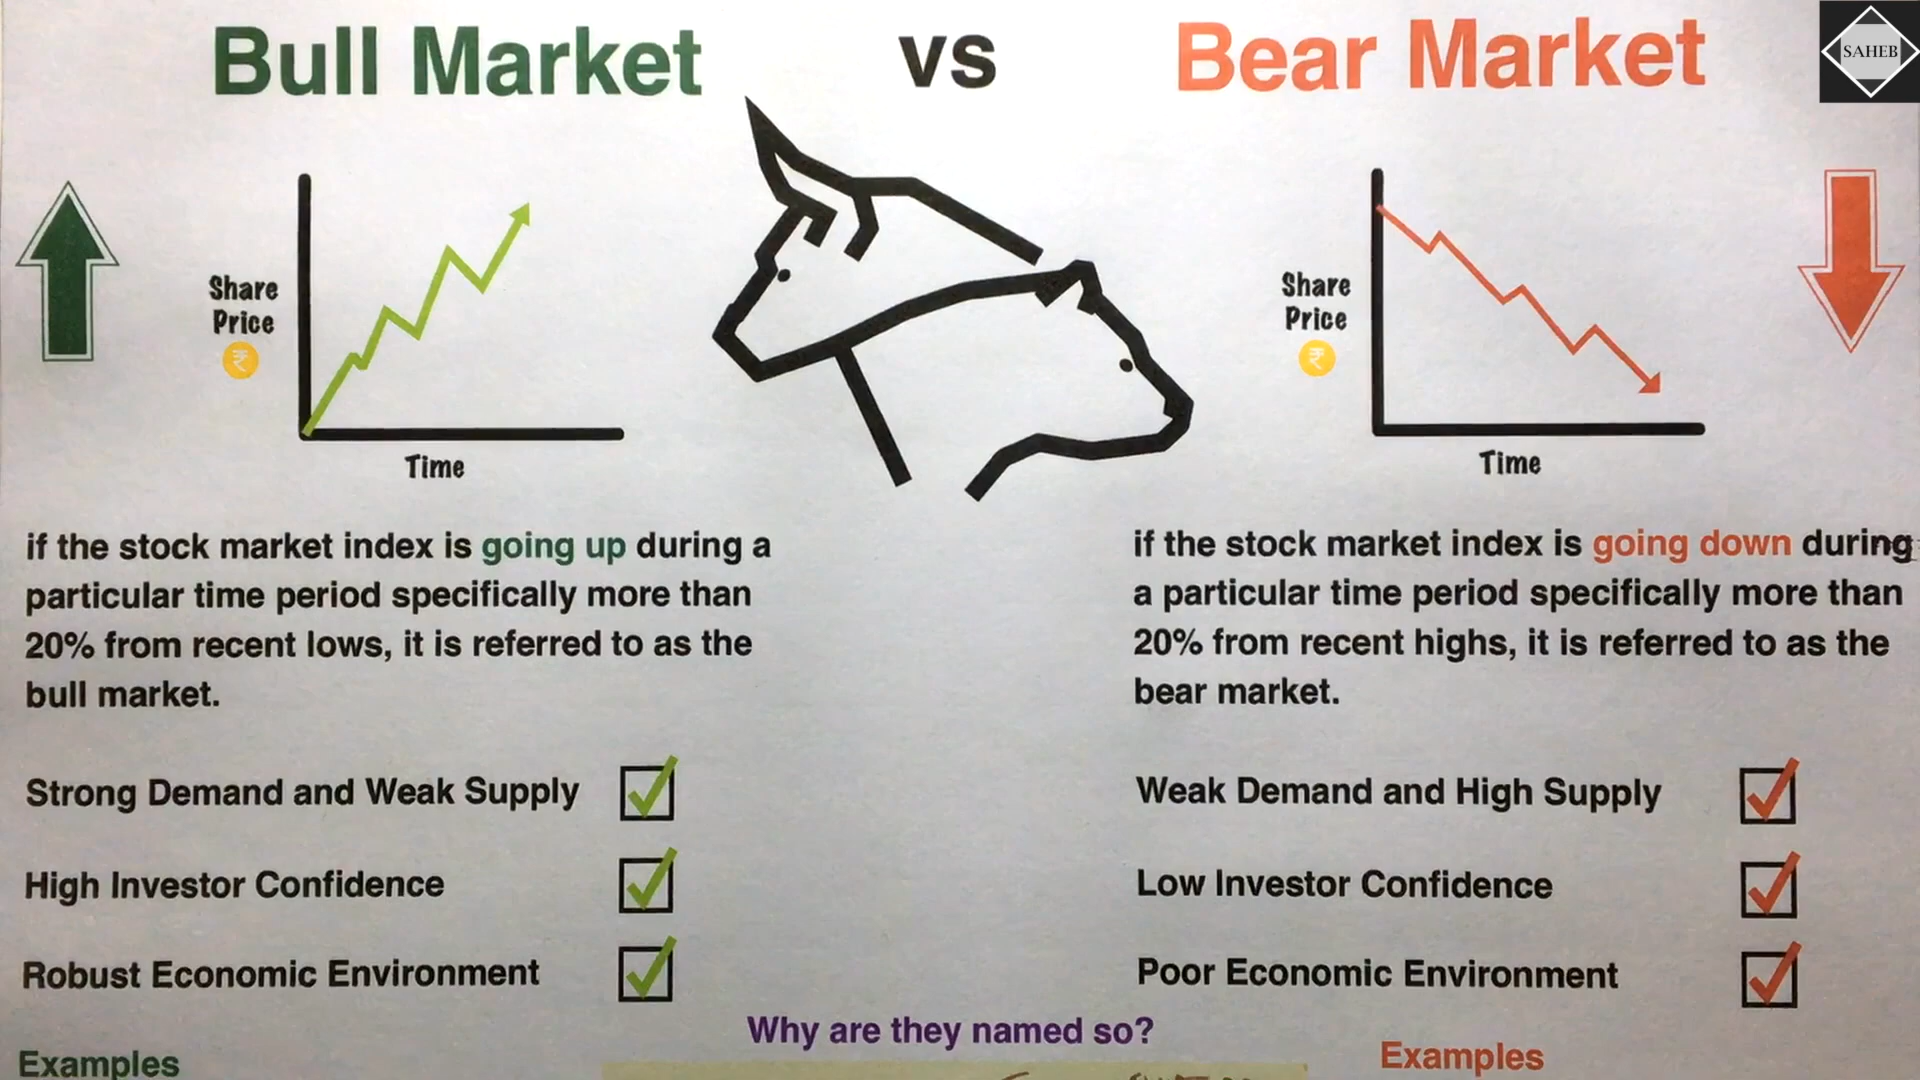 Bull Market vs Bear Market
SAHEB
Share
Price
₹
Time
Share
Price
₹
Time
if the stock market index is going up during a
particular time period specifically more than
20% from recent lows, it is referred to as the
bull market.
if the stock market index is going down during
a particular time period specifically more than
20% from recent highs, it is referred to as the
bear market.
Strong Demand and Weak Supply
High Investor Confidence
Robust Economic Environment
Weak Demand and High Supply
Low Investor Confidence
Poor Economic Environment
Why are they named so?
Examples
Examples